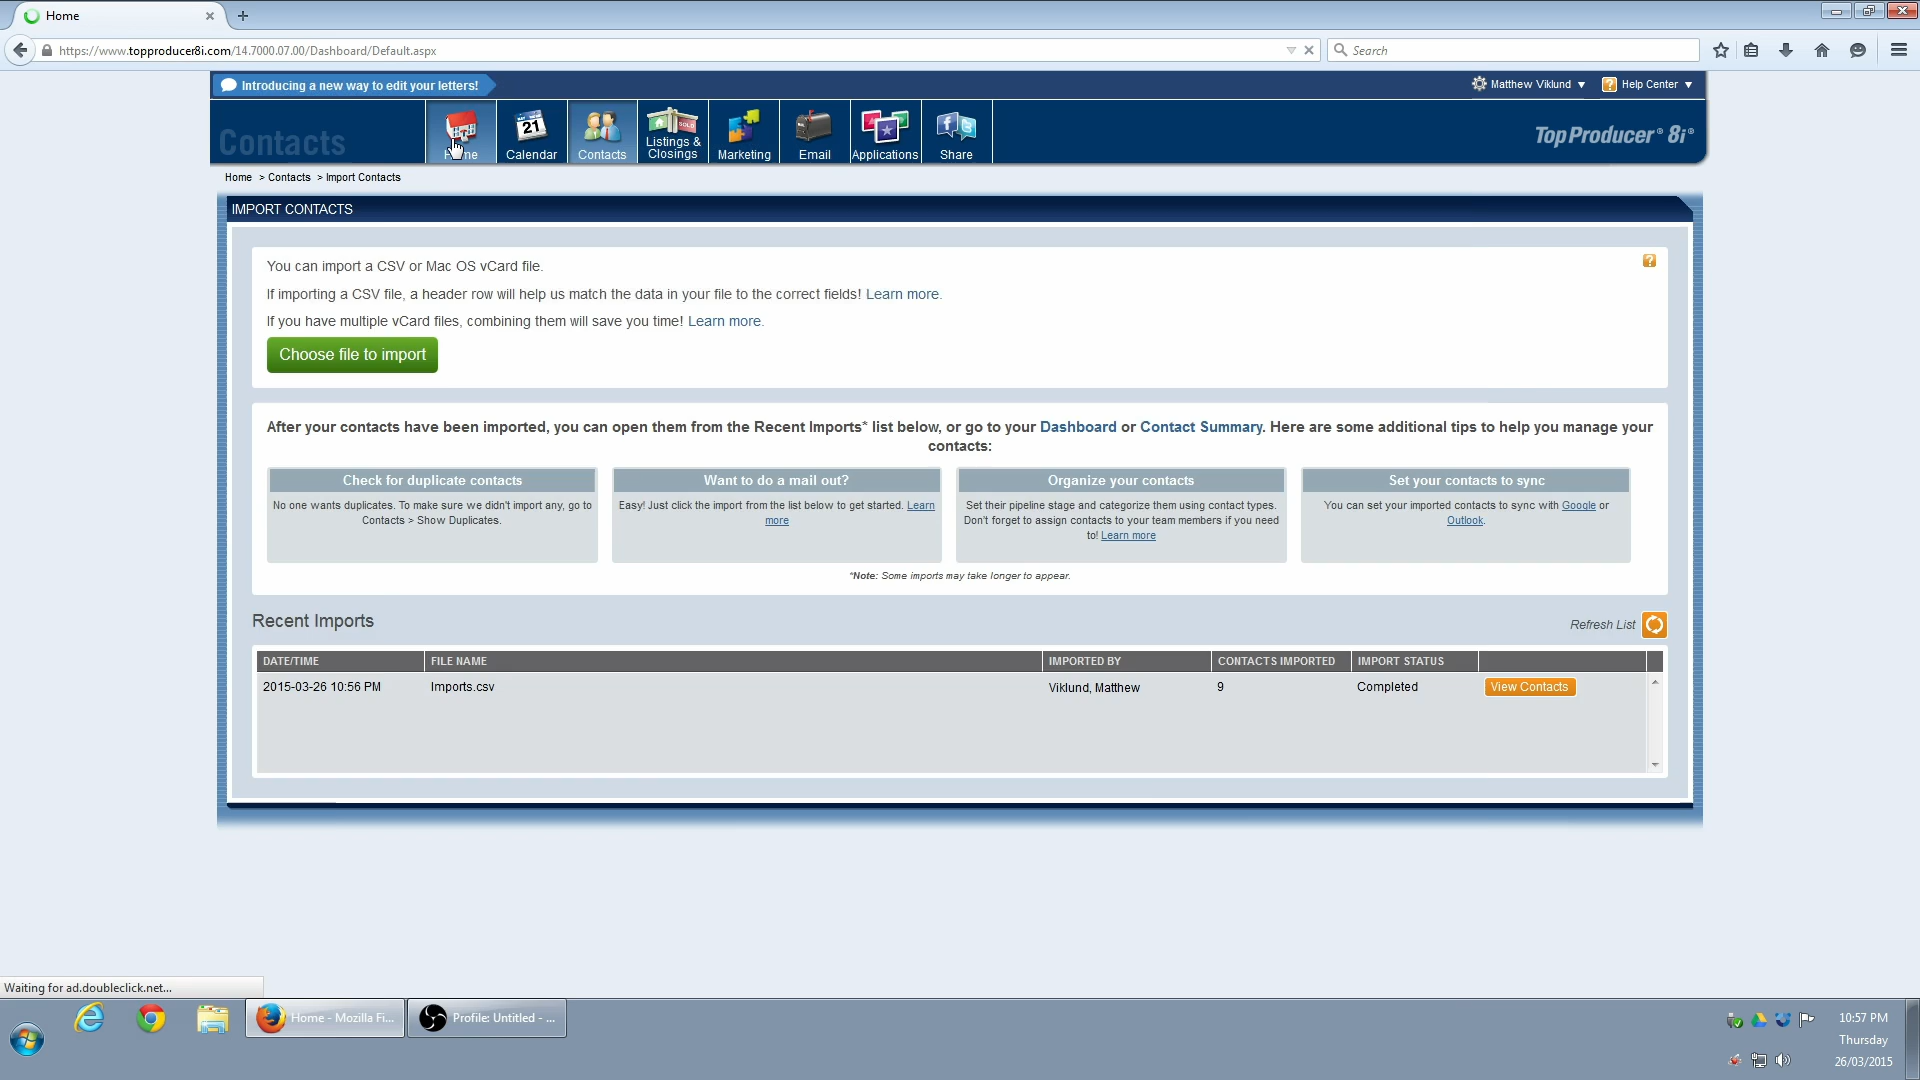 Home
https://www.topproducer8i.com/14.7000.07.00/Dashboard/Default.aspx
Search
Introducing a new way to edit your letters!
Matthew Viklund
Help Center
Contacts
Home
Calendar
Contacts
Listings & Closings
Marketing
Email
Applications
Share
Top Producer® 8i®
Home > Contacts > Import Contacts
IMPORT CONTACTS
You can import a CSV or Mac OS vCard file.
If importing a CSV file, a header row will help us match the data in your file to the correct fields! Learn more.
If you have multiple vCard files, combining them will save you time! Learn more.
Choose file to import
After your contacts have been imported, you can open them from the Recent Imports* list below, or go to your Dashboard or Contact Summary. Here are some additional tips to help you manage your
contacts:
Check for duplicate contacts
No one wants duplicates. To make sure we didn't import any, go to
Contacts > Show Duplicates.
Want to do a mail out?
Easy! Just click the import from the list below to get started. Learn
more
Organize your contacts
Set their pipeline stage and categorize them using contact types.
Don't forget to assign contacts to your team members if you need
to! Learn more
Set your contacts to sync
You can set your imported contacts to sync with Google or
Outlook.
*Note: Some imports may take longer to appear.
Recent Imports
Refresh List
DATE/TIME FILE NAME IMPORTED BY CONTACTS IMPORTED IMPORT STATUS
2015-03-26 10:56 PM Imports.csv Viklund, Matthew 9 Completed View Contacts
Waiting for ad.doubleclick.net...
Home - Mozilla Fi...
Profile: Untitled - ...
10:57 PM
Thursday
26/03/2015